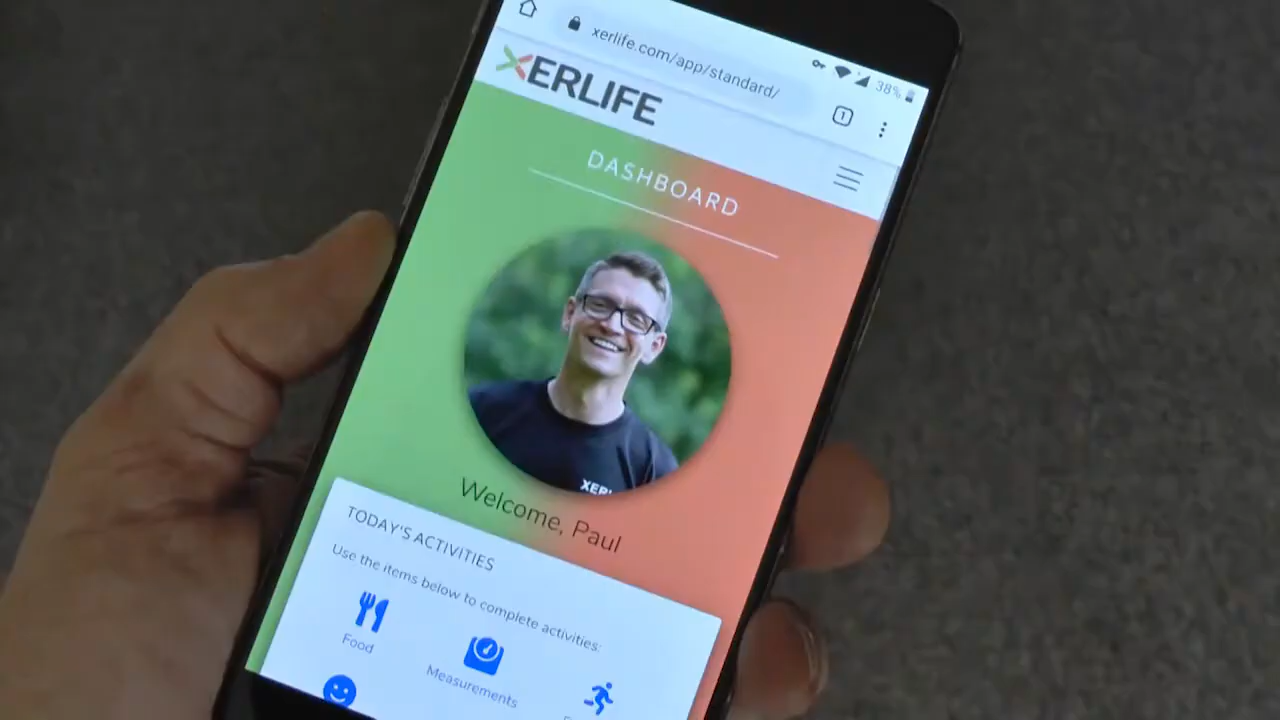 xerlife.com/app/standard/
38%
1
XERLIFE
DASHBOARD
Welcome, Paul
TODAY'S ACTIVITIES
Use the items below to complete activities:
Food
Measurements